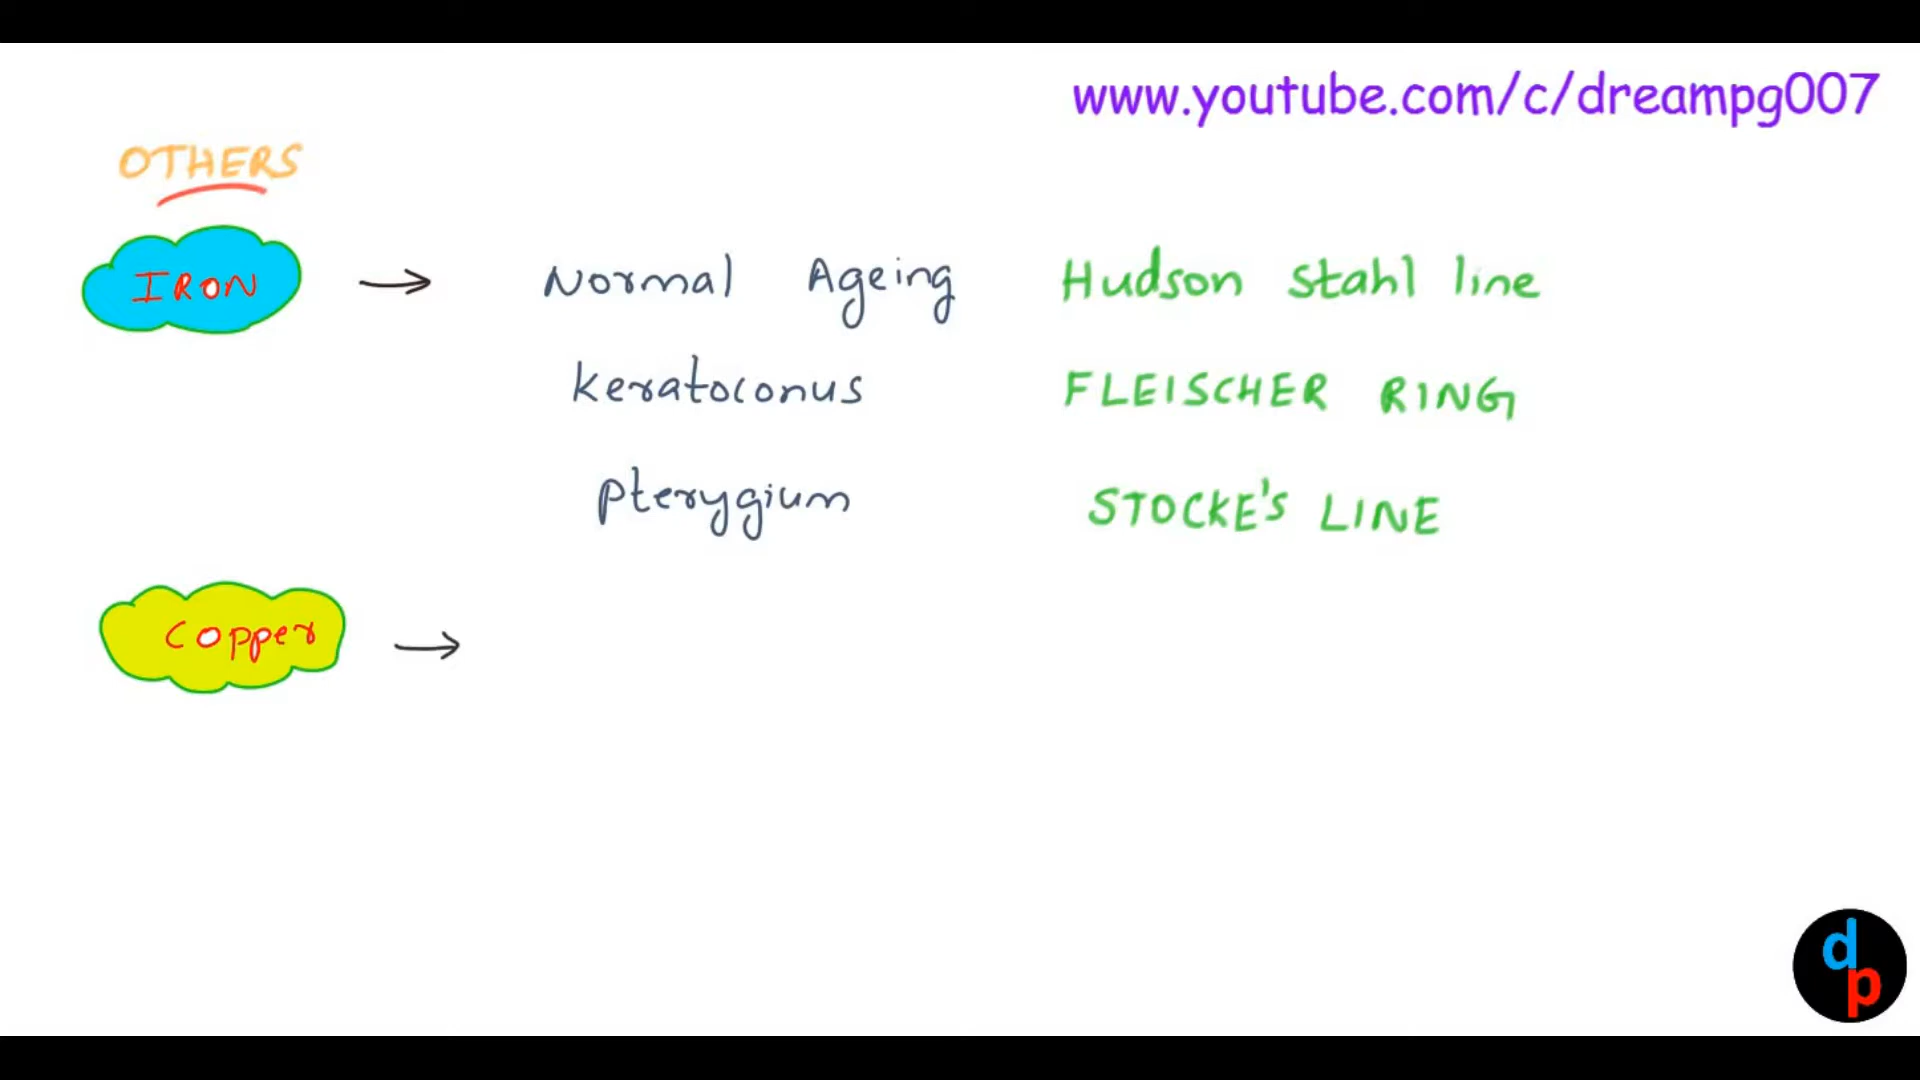 www.youtube.com/c/dreampg007
OTHERS
IRON → Normal Ageing Hudson Stahl line
Keratoconus FLEISCHER RING
Pterygium STOCKE'S LINE
Copper →
dp